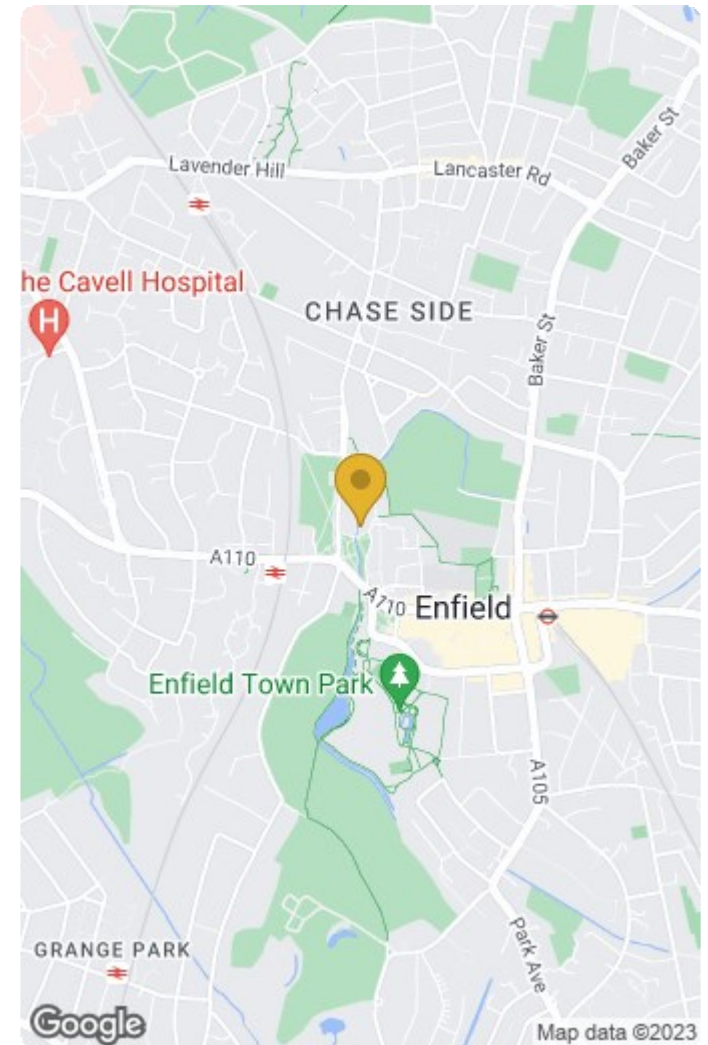 Baker St
Lavender Hill
Lancaster Rd
he Cavell Hospital
H
CHASE SIDE
Baker St
A110
A110
Enfield
Enfield Town Park
A105
Park Ave
GRANGE PARK
Google
Map data ©2023